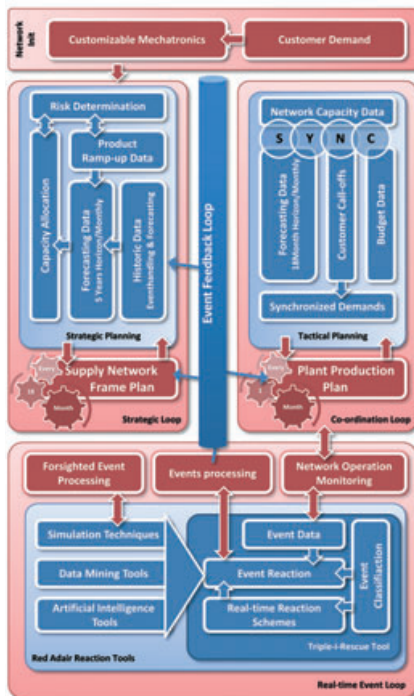 Network
Init
Customizable Mechatronics
Customer Demand
Risk Determination
Product
Ramp-up Data
Capacity Allocation
Forecasting Data
5 Years Horion/Monthly
Historic Data
Eventhandling & Forecasting
Strategic Planning
Every
Supply Network
Frame Plan
Month
Strategic Loop
Event Feedback Loop
Network Capacity Data
S Y N C
Forecasting Data
18Month Horizon/Monthly
Customer Call-offs
Budget Data
Synchronized Demands
Tactical Planning
Every
Plant Production
Plan
Month
Co-ordination Loop
Forsighted Event
Processing
Events processing
Network Operation
Monitoring
Simulation Techniques
Data Mining Tools
Artificial Intelligence
Tools
Event Data
Event Reaction
Real-time Reaction
Schemes
Event
Classifiaction
Triple-i-Rescue Tool
Red Adair Reaction Tools
Real-time Event Loop